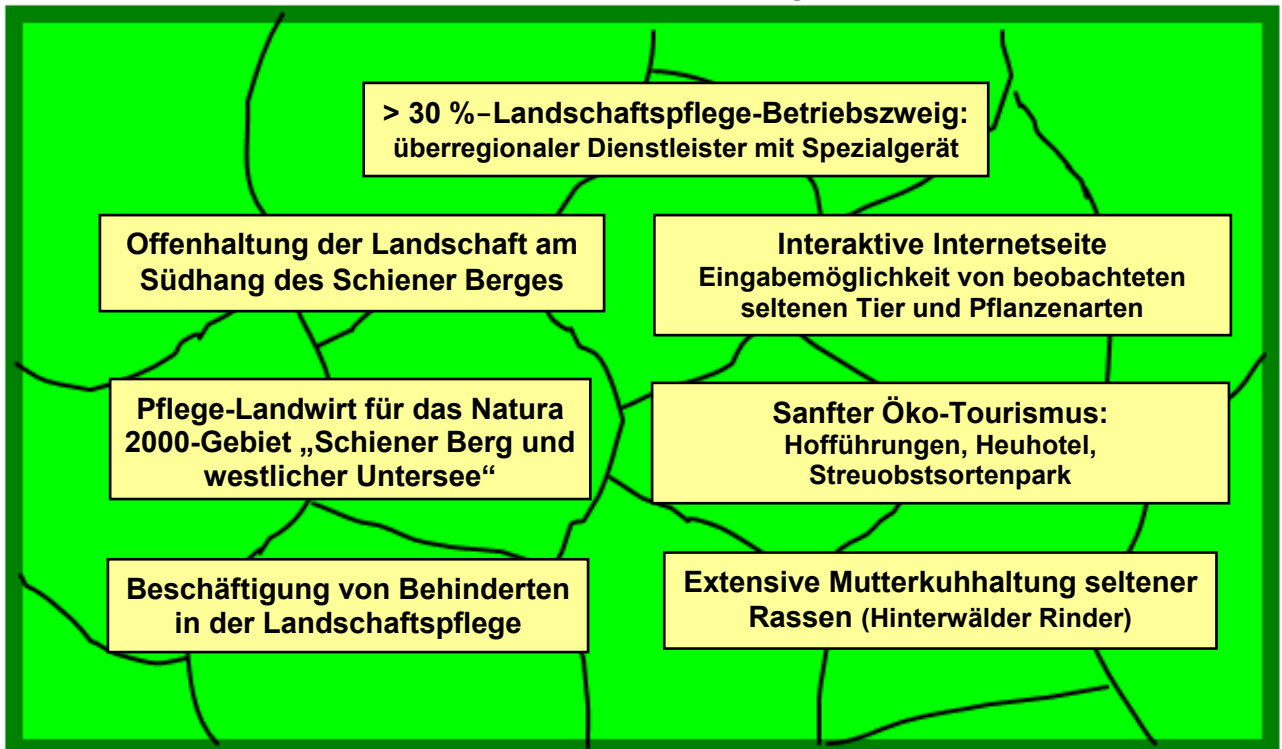 > 30 %–Landschaftspflege-Betriebszweig:
überregionaler Dienstleister mit Spezialgerät
Offenhaltung der Landschaft am
Südhang des Schiener Berges
Interaktive Internetseite
Eingabemöglichkeit von beobachteten
seltenen Tier und Pflanzenarten
Pflege-Landwirt für das Natura
2000-Gebiet „Schiener Berg und
westlicher Untersee“
Sanfter Öko-Tourismus:
Hofführungen, Heuhotel,
Streuobstsortenpark
Beschäftigung von Behinderten
in der Landschaftspflege
Extensive Mutterkuhhaltung seltener
Rassen (Hinterwälder Rinder)